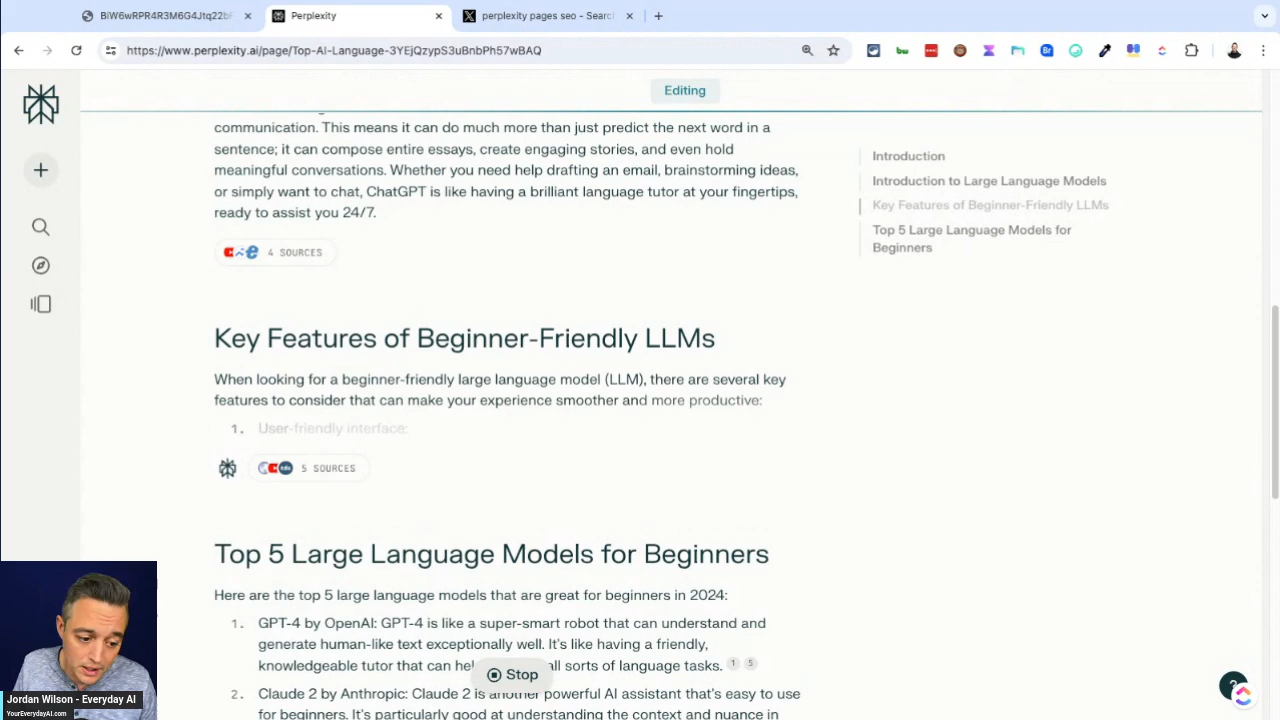 BiW6wRPR4R3M6G4Jtq22b
Perplexity
perplexity pages seo - Searc
https://www.perplexity.ai/page/Top-AI-Language-3YEjQzypS3uBnbPh57wBAQ
Editing
communication. This means it can do much more than just predict the next word in a
sentence; it can compose entire essays, create engaging stories, and even hold
meaningful conversations. Whether you need help drafting an email, brainstorming ideas,
or simply want to chat, ChatGPT is like having a brilliant language tutor at your fingertips,
ready to assist you 24/7.
4 SOURCES
Introduction
Introduction to Large Language Models
Key Features of Beginner-Friendly LLMs
Top 5 Large Language Models for
Beginners
Key Features of Beginner-Friendly LLMs
When looking for a beginner-friendly large language model (LLM), there are several key
features to consider that can make your experience smoother and more productive:
1. User-friendly interface:
5 SOURCES
Top 5 Large Language Models for Beginners
Here are the top 5 large language models that are great for beginners in 2024:
1. GPT-4 by OpenAI: GPT-4 is like a super-smart robot that can understand and
generate human-like text exceptionally well. It's like having a friendly,
knowledgeable tutor that can hel all sorts of language tasks. 1 5
Stop
2. Claude 2 by Anthropic: Claude 2 is another powerful AI assistant that's easy to use
for beginners. It's particularly good at understanding the context and nuance in
Jordan Wilson - Everyday AI
YourEverydayAI.com
?